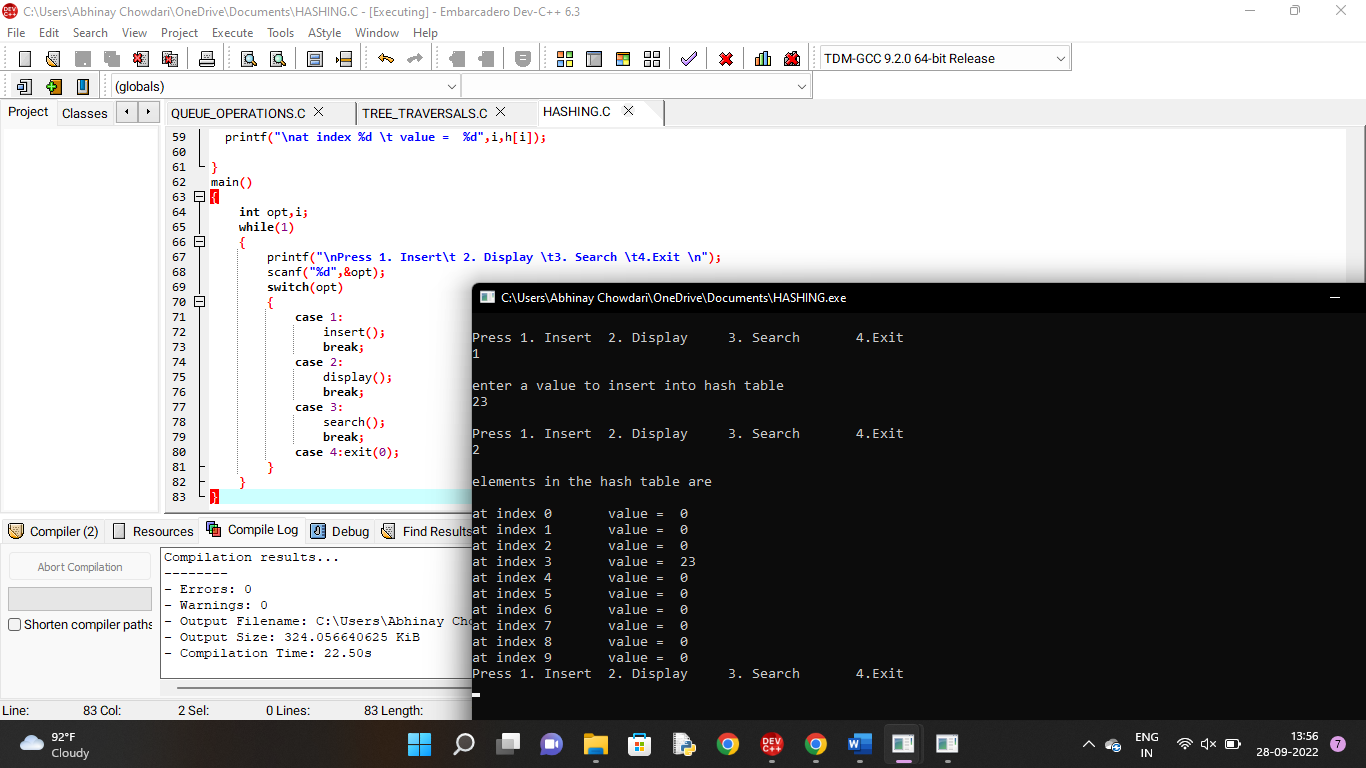 C:\Users\Abhinay Chowdari\OneDrive\Documents\HASHING.C - [Executing] - Embarcadero Dev-C++ 6.3
File Edit Search View Project Execute Tools AStyle Window Help
TDM-GCC 9.2.0 64-bit Release
(globals)
Project Classes QUEUE_OPERATIONS.C TREE_TRAVERSALS.C HASHING.C
59 printf("\nat index %d \t value =  %d",i,h[i]);
60
61 }
62 main()
63 {
64 int opt,i;
65 while(1)
66 {
67 printf("\nPress 1. Insert\t 2. Display \t3. Search \t4.Exit \n");
68 scanf("%d",&opt);
69 switch(opt)
70 {
71 case 1:
72 insert();
73 break;
74 case 2:
75 display();
76 break;
77 case 3:
78 search();
79 break;
80 case 4:exit(0);
81 }
82 }
83 }
C:\Users\Abhinay Chowdari\OneDrive\Documents\HASHING.exe
Press 1. Insert 2. Display 3. Search 4.Exit
1
enter a value to insert into hash table
23
Press 1. Insert 2. Display 3. Search 4.Exit
2
elements in the hash table are
at index 0 value = 0
at index 1 value = 0
at index 2 value = 0
at index 3 value = 23
at index 4 value = 0
at index 5 value = 0
at index 6 value = 0
at index 7 value = 0
at index 8 value = 0
at index 9 value = 0
Press 1. Insert 2. Display 3. Search 4.Exit
Compiler (2) Resources Compile Log Debug Find Results
Abort Compilation
Shorten compiler paths
Compilation results...
--------
- Errors: 0
- Warnings: 0
- Output Filename: C:\Users\Abhinay Cho
- Output Size: 324.056640625 KiB
- Compilation Time: 22.50s
Line: 83 Col: 2 Sel: 0 Lines: 83 Length:
92°F
Cloudy
DEV C++
ENG
IN
13:56
28-09-2022
7